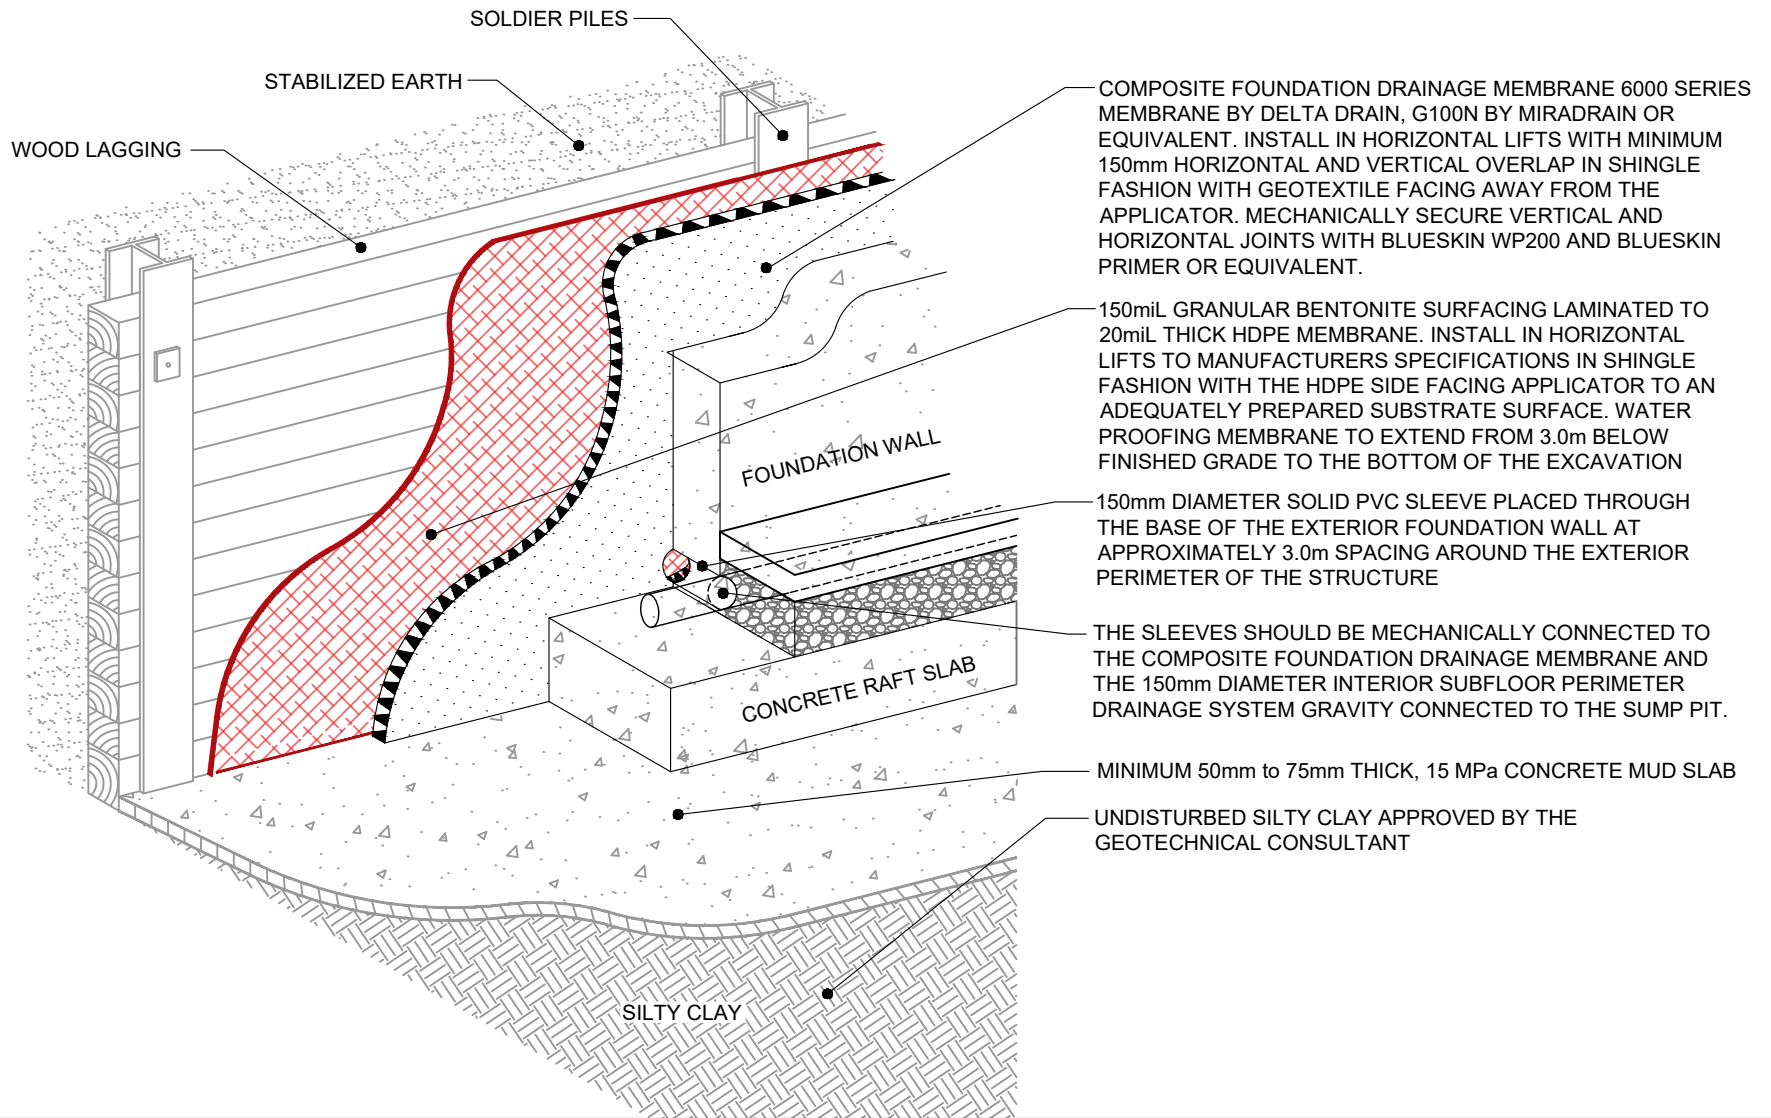 SOLDIER PILES
STABILIZED EARTH
WOOD LAGGING
COMPOSITE FOUNDATION DRAINAGE MEMBRANE 6000 SERIES
MEMBRANE BY DELTA DRAIN, G100N BY MIRADRAIN OR
EQUIVALENT. INSTALL IN HORIZONTAL LIFTS WITH MINIMUM
150mm HORIZONTAL AND VERTICAL OVERLAP IN SHINGLE
FASHION WITH GEOTEXTILE FACING AWAY FROM THE
APPLICATOR. MECHANICALLY SECURE VERTICAL AND
HORIZONTAL JOINTS WITH BLUESKIN WP200 AND BLUESKIN
PRIMER OR EQUIVALENT.
150miL GRANULAR BENTONITE SURFACING LAMINATED TO
20miL THICK HDPE MEMBRANE. INSTALL IN HORIZONTAL
LIFTS TO MANUFACTURERS SPECIFICATIONS IN SHINGLE
FASHION WITH THE HDPE SIDE FACING APPLICATOR TO AN
ADEQUATELY PREPARED SUBSTRATE SURFACE. WATER
PROOFING MEMBRANE TO EXTEND FROM 3.0m BELOW
FINISHED GRADE TO THE BOTTOM OF THE EXCAVATION
FOUNDATION WALL
150mm DIAMETER SOLID PVC SLEEVE PLACED THROUGH
THE BASE OF THE EXTERIOR FOUNDATION WALL AT
APPROXIMATELY 3.0m SPACING AROUND THE EXTERIOR
PERIMETER OF THE STRUCTURE
THE SLEEVES SHOULD BE MECHANICALLY CONNECTED TO
THE COMPOSITE FOUNDATION DRAINAGE MEMBRANE AND
THE 150mm DIAMETER INTERIOR SUBFLOOR PERIMETER
DRAINAGE SYSTEM GRAVITY CONNECTED TO THE SUMP PIT.
CONCRETE RAFT SLAB
MINIMUM 50mm to 75mm THICK, 15 MPa CONCRETE MUD SLAB
UNDISTURBED SILTY CLAY APPROVED BY THE
GEOTECHNICAL CONSULTANT
SILTY CLAY